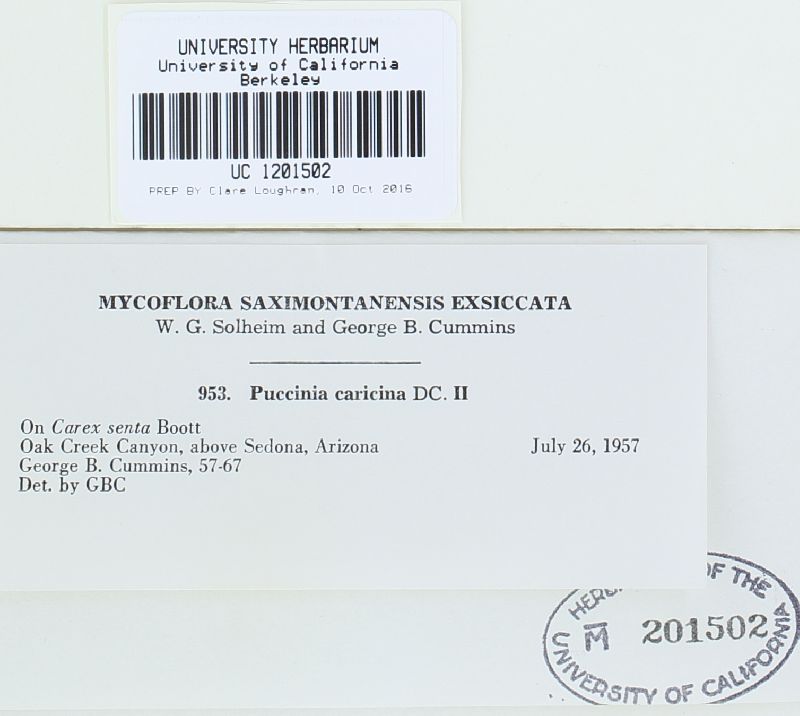 UNIVERSITY HERBARIUM
University of California
Berkeley
UC 1201502
PREP BY Clare Loughran, 10 Oct 2016
MYCOFLORA SAXIMONTANENSIS EXSICCATA
W. G. Solheim and George B. Cummins
953. Puccinia caricina DC. II
On Carex senta Boott
Oak Creek Canyon, above Sedona, Arizona July 26, 1957
George B. Cummins, 57-67
Det. by GBC
OF THE
M 201502
UNIVERSITY OF CALIFORNIA